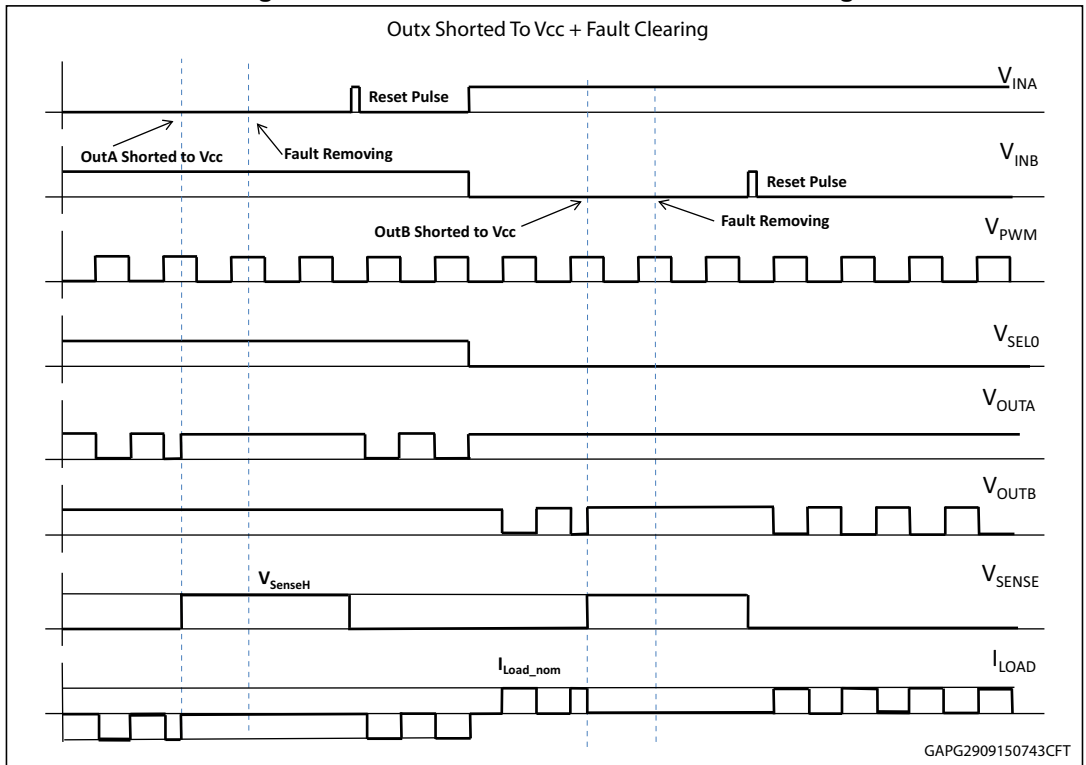 Outx Shorted To Vcc + Fault Clearing
VINA
Reset Pulse
OutA Shorted to Vcc
Fault Removing
VINB
Reset Pulse
OutB Shorted to Vcc
Fault Removing
VPWM
VSEL0
VOUTA
VOUTB
VSenseH
VSENSE
ILoad_nom
ILOAD
GAPG2909150743CFT